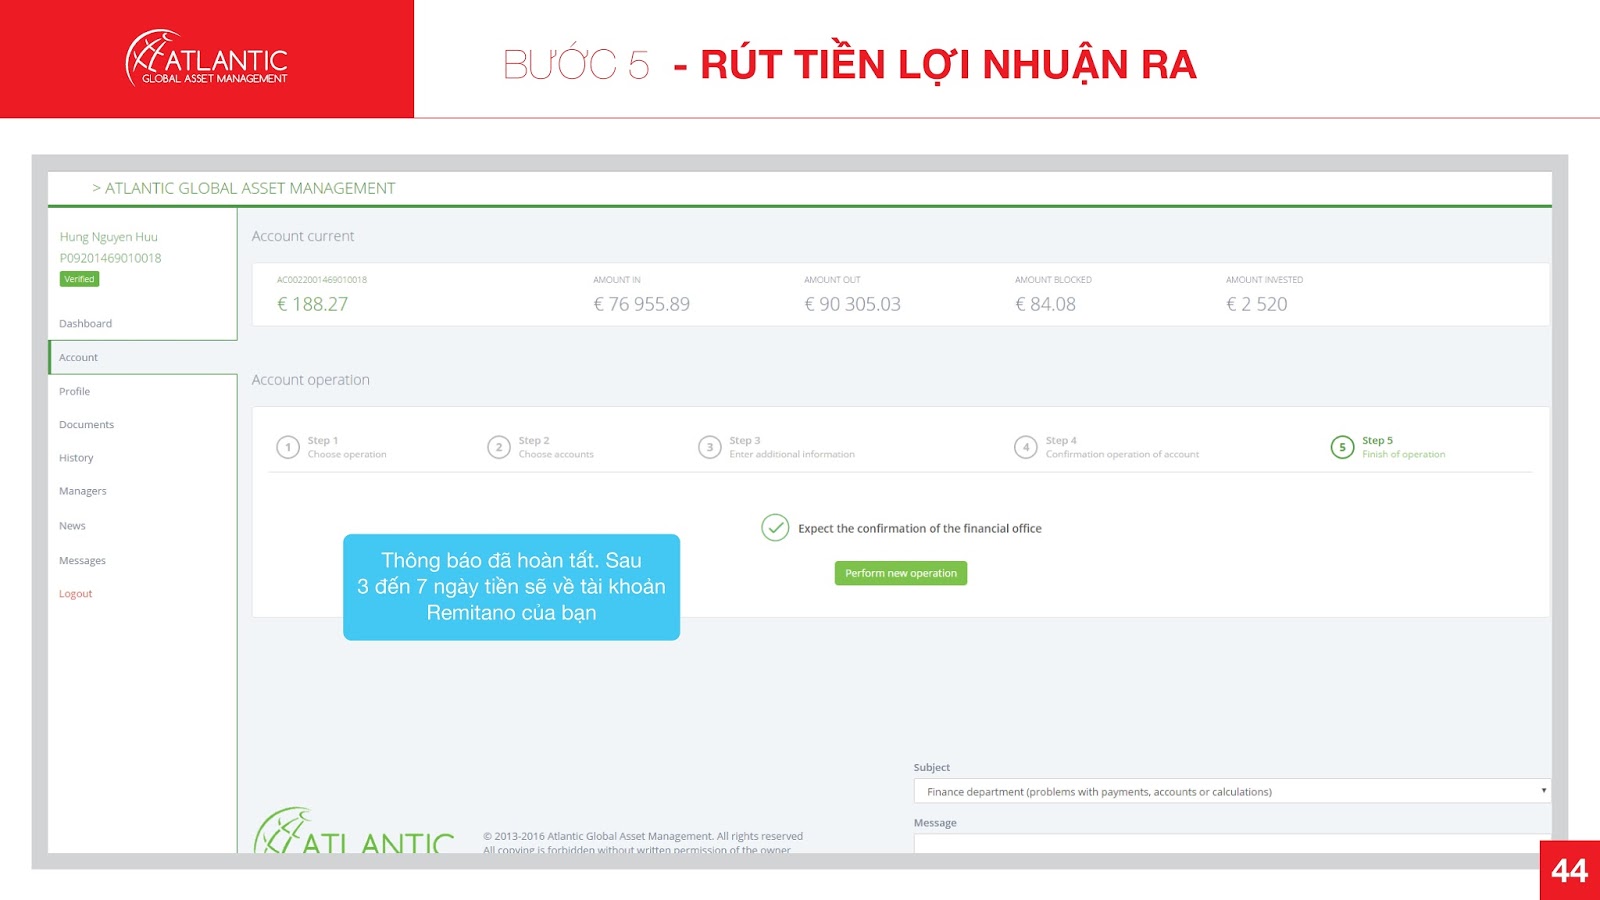 ATLANTIC
GLOBAL ASSET MANAGEMENT
BƯỚC 5 - RÚT TIỀN LỢI NHUẬN RA
> ATLANTIC GLOBAL ASSET MANAGEMENT
Hung Nguyen Huu
P09201469010018
Verified
Dashboard
Account
Profile
Documents
History
Managers
News
Messages
Logout
Account current
AC0022001469010018
€ 188.27
AMOUNT IN
€ 76 955.89
AMOUNT OUT
€ 90 305.03
AMOUNT BLOCKED
€ 84.08
AMOUNT INVESTED
€ 2 520
Account operation
1 Step 1
Choose operation
2 Step 2
Choose accounts
3 Step 3
Enter additional information
4 Step 4
Confirmation operation of account
5 Step 5
Finish of operation
Expect the confirmation of the financial office
Perform new operation
Thông báo đã hoàn tất. Sau
3 đến 7 ngày tiền sẽ về tài khoản
Remitano của bạn
Subject
Finance department (problems with payments, accounts or calculations)
Message
ATLANTIC
© 2013-2016 Atlantic Global Asset Management. All rights reserved
All copying is forbidden without written permission of the owner
44